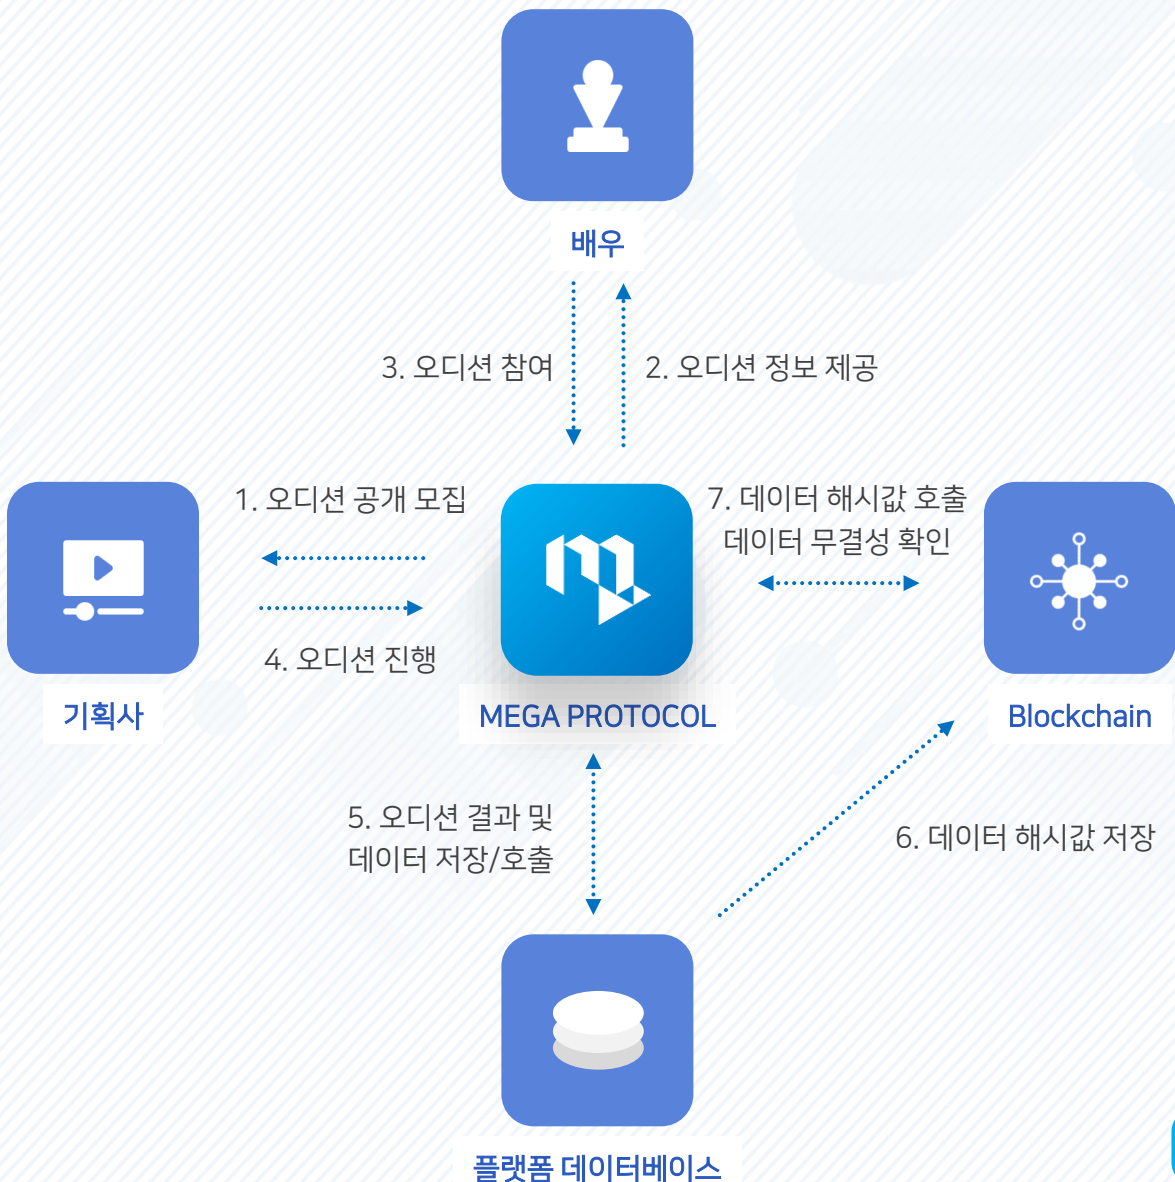 배우
3. 오디션 참여
2. 오디션 정보 제공
1. 오디션 공개 모집
7. 데이터 해시값 호출
데이터 무결성 확인
4. 오디션 진행
기획사
MEGA PROTOCOL
Blockchain
5. 오디션 결과 및
데이터 저장/호출
6. 데이터 해시값 저장
플랫폼 데이터베이스